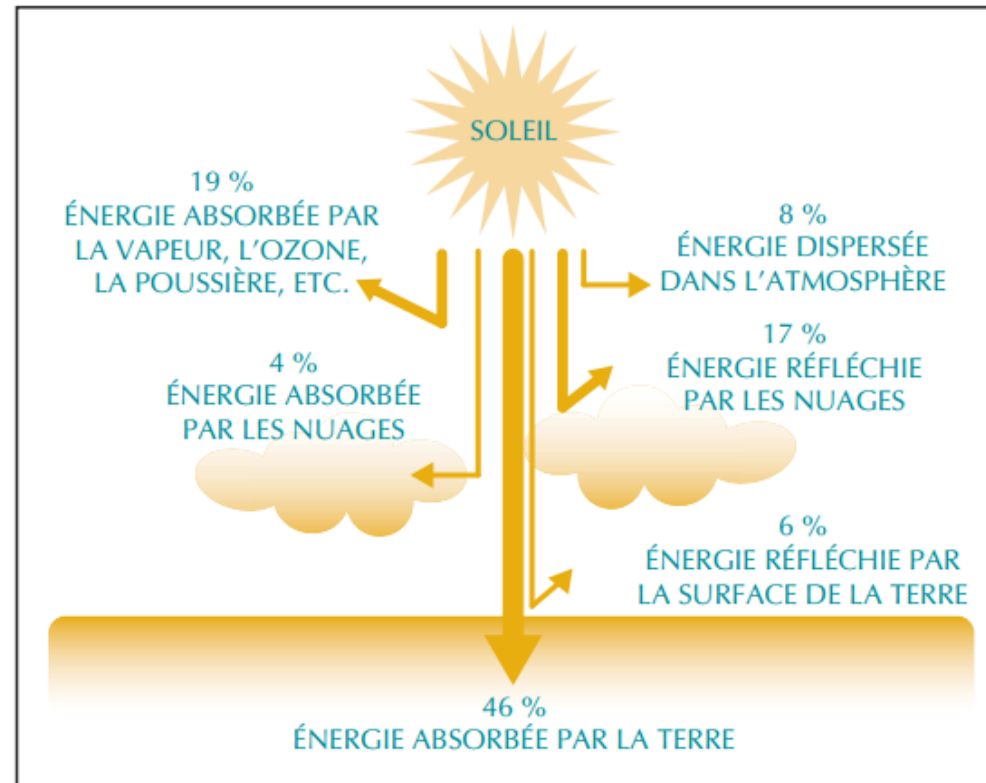 SOLEIL
19 %
ÉNERGIE ABSORBÉE PAR
LA VAPEUR, L’OZONE,
LA POUSSIÈRE, ETC.
8 %
ÉNERGIE DISPERSÉE
DANS L’ATMOSPHÈRE
4 %
ÉNERGIE ABSORBÉE
PAR LES NUAGES
17 %
ÉNERGIE RÉFLÉCHIE
PAR LES NUAGES
6 %
ÉNERGIE RÉFLÉCHIE PAR
LA SURFACE DE LA TERRE
46 %
ÉNERGIE ABSORBÉE PAR LA TERRE